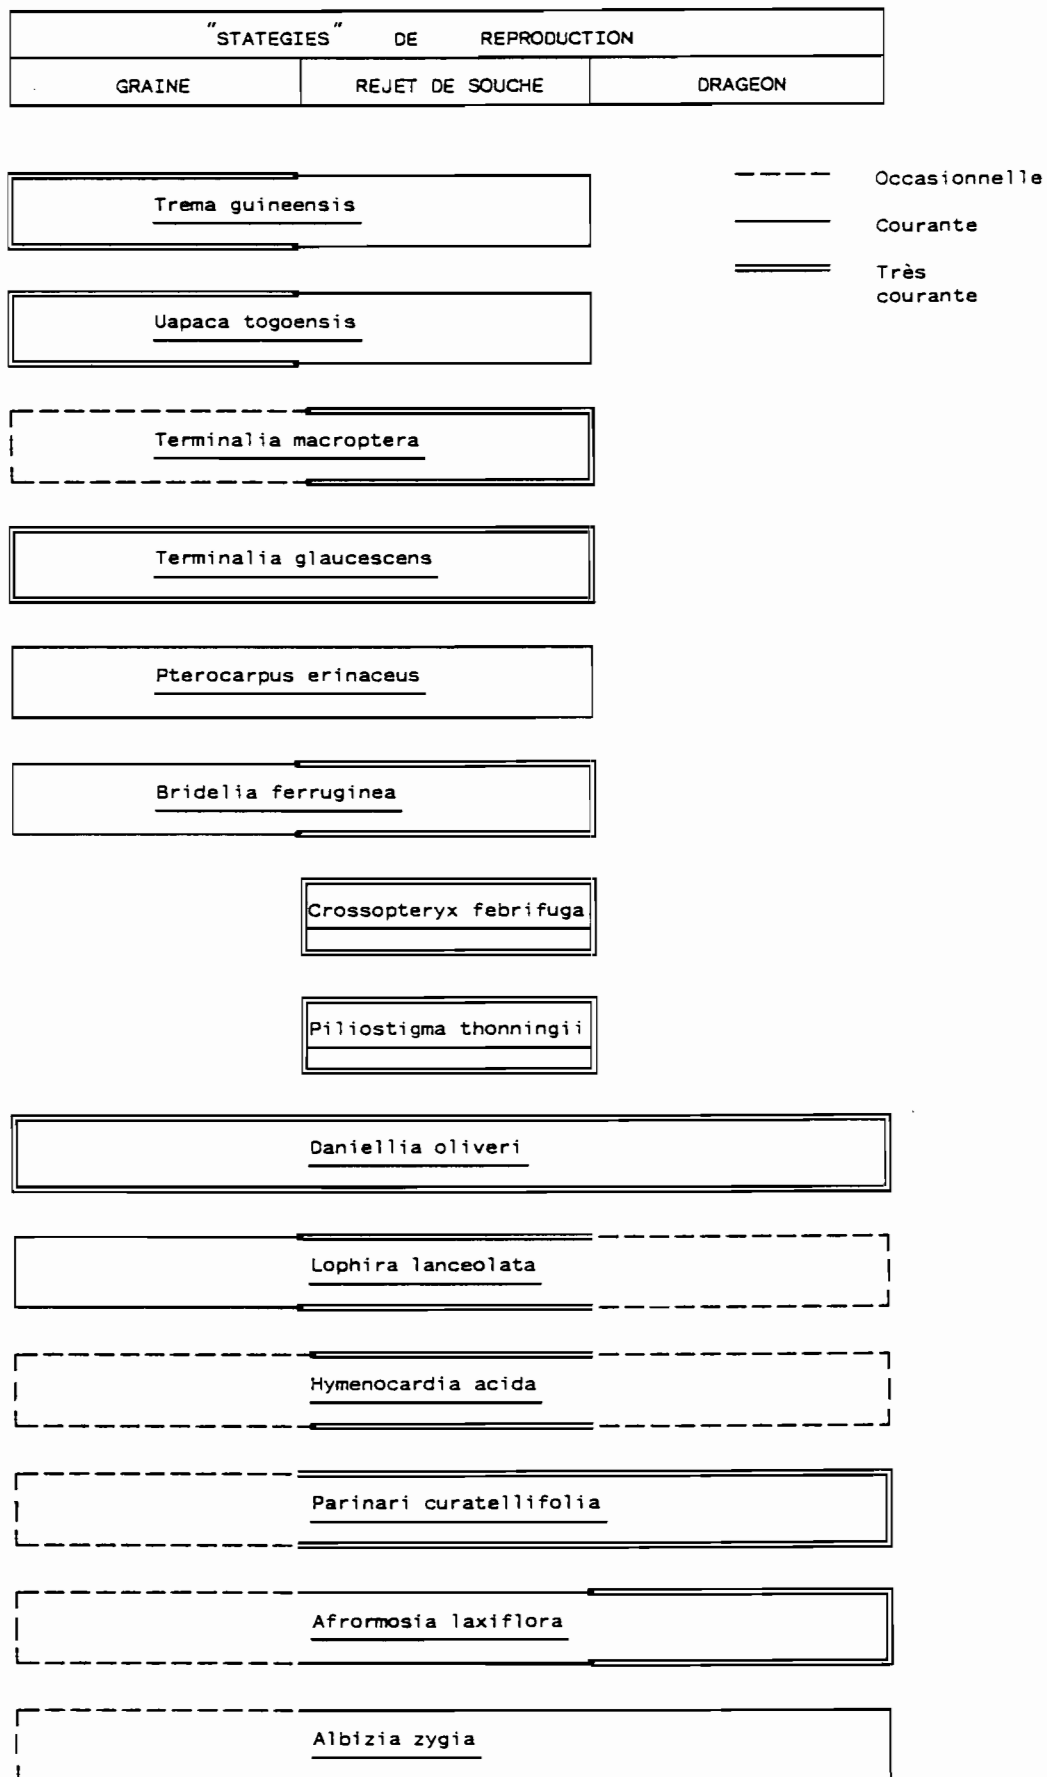 "STATEGIES" DE REPRODUCTION
GRAINE REJET DE SOUCHE DRAGEON
Occasionnelle
Courante
Très
courante
Trema guineensis
Uapaca togoensis
Terminalia macroptera
Terminalia glaucescens
Pterocarpus erinaceus
Bridelia ferruginea
Crossopteryx febrifuga
Piliostigma thonningii
Daniellia oliveri
Lophira lanceolata
Hymenocardia acida
Parinari curatellifolia
Afrormosia laxiflora
Albizia zygia